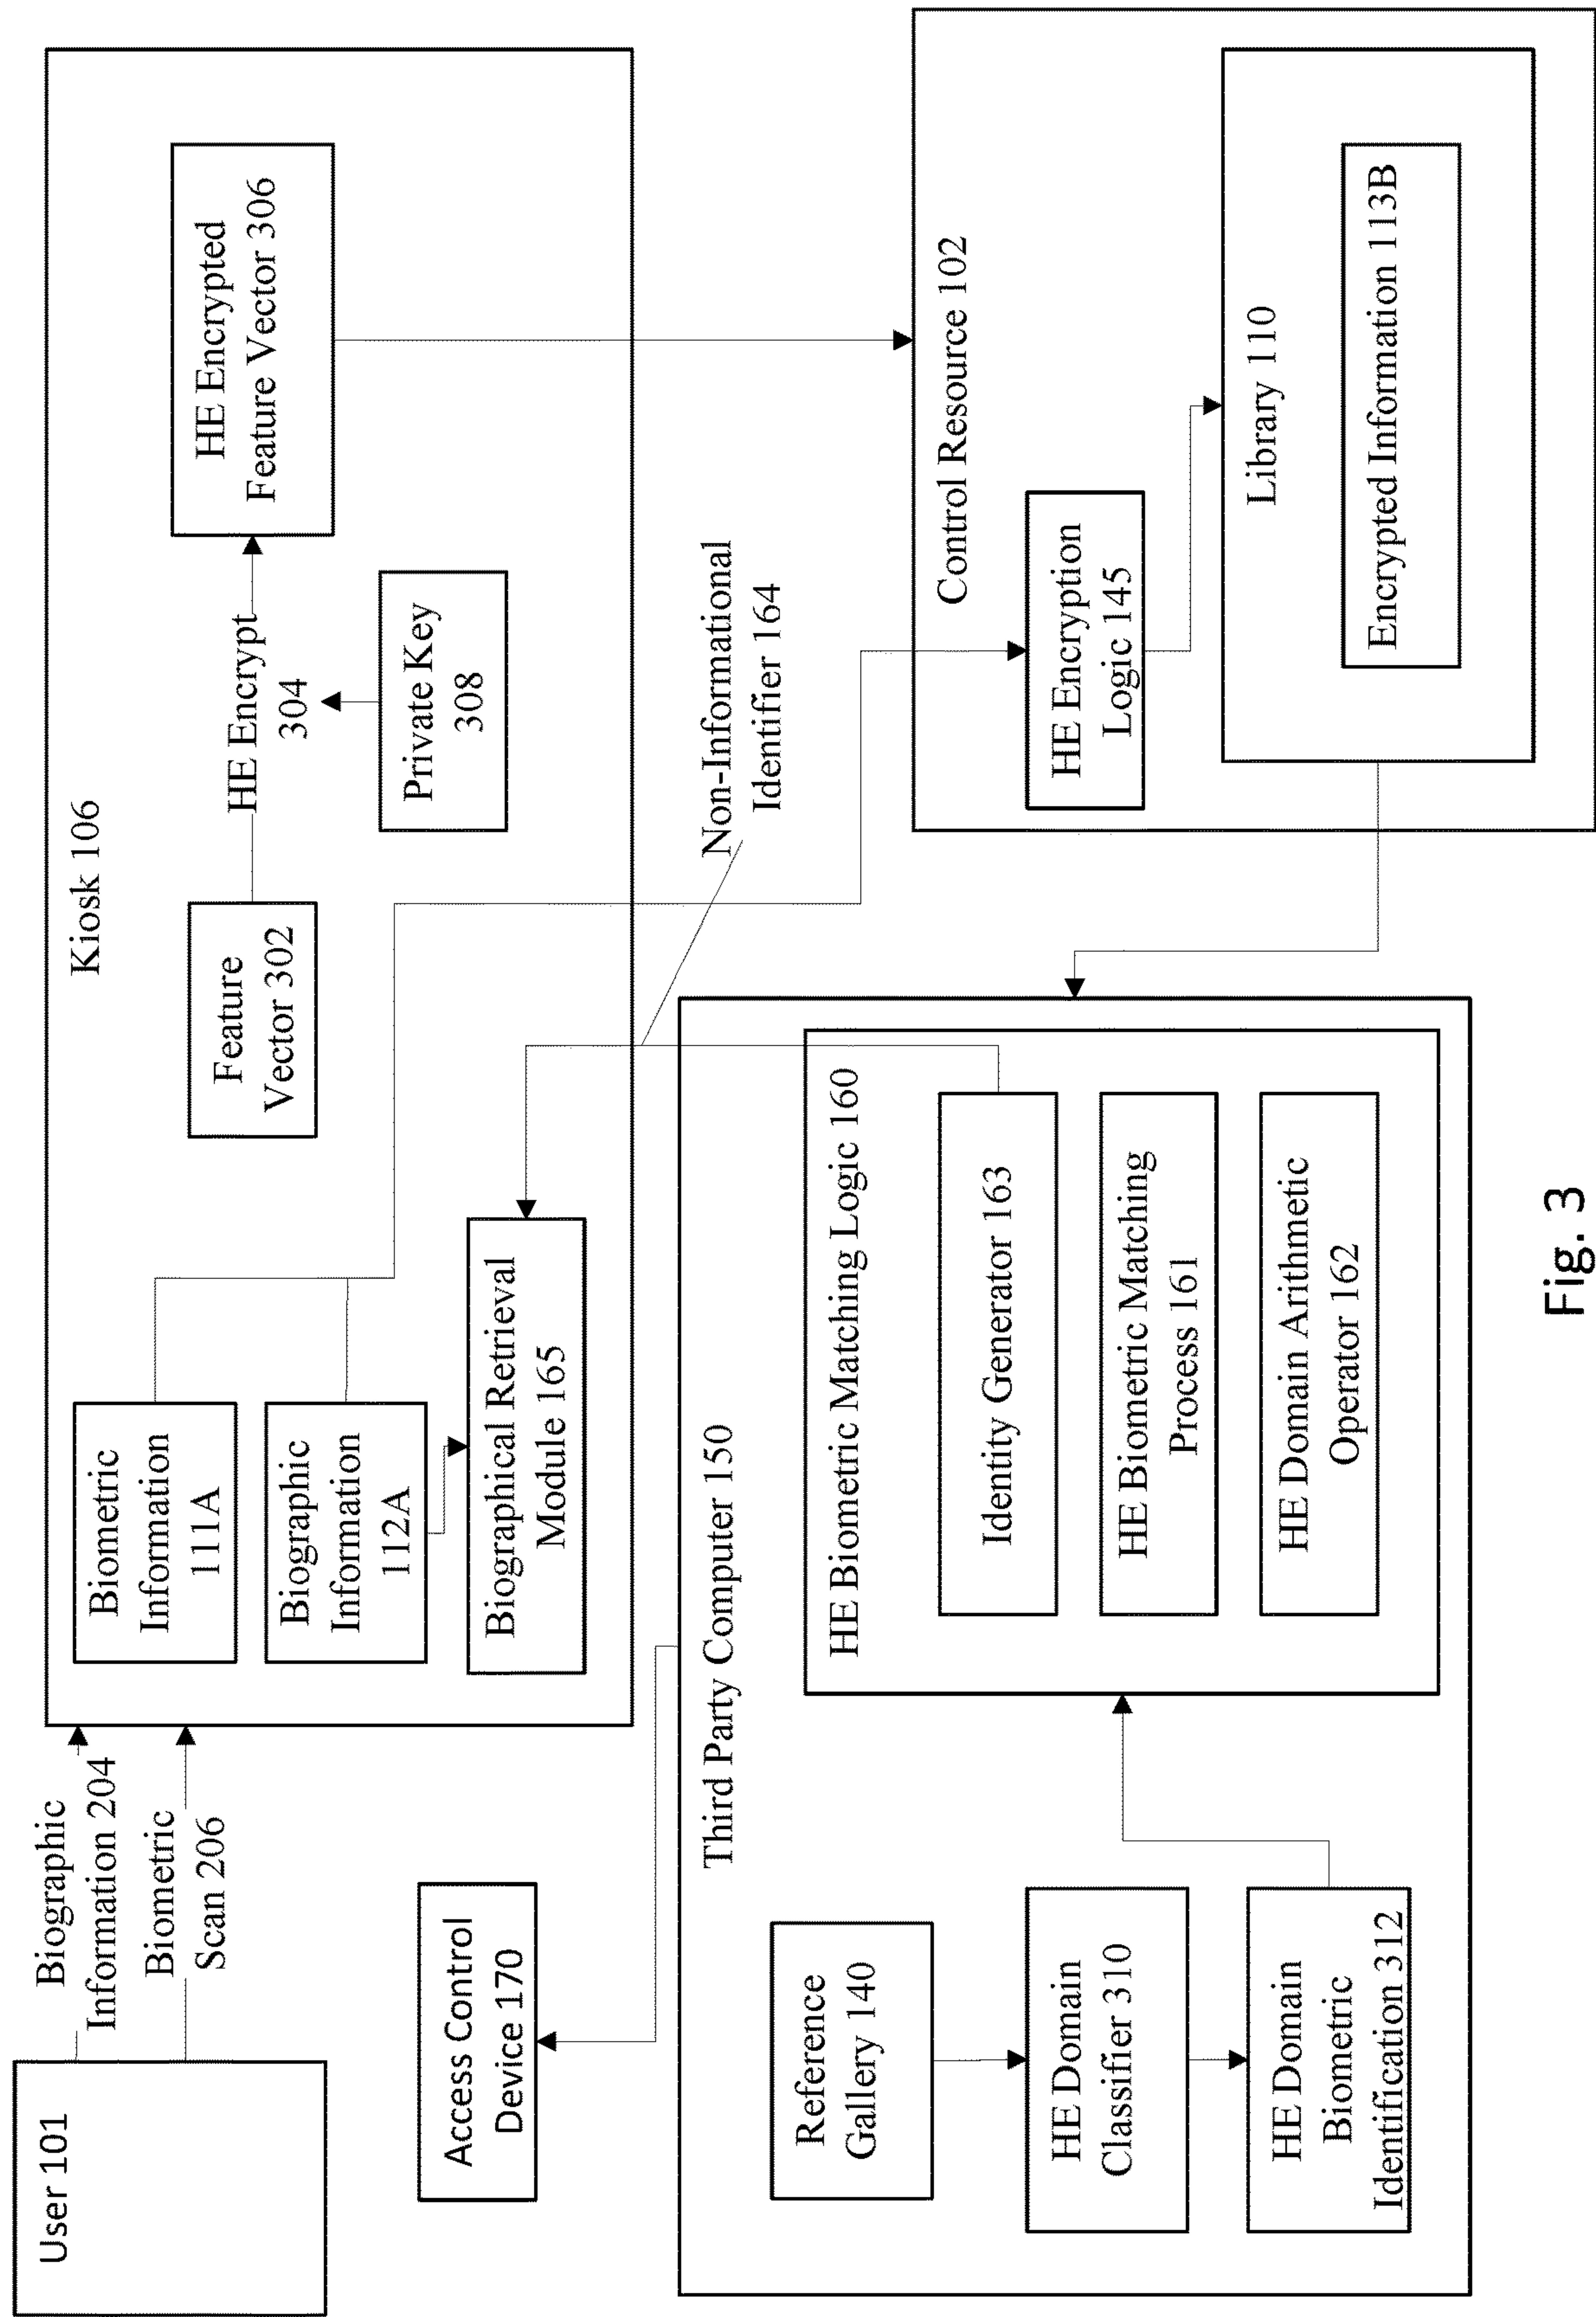 User 101
Biographic
Information 204
Biometric
Scan 206
Kiosk 106
Biometric
Information
111A
Biographic
Information
112A
Biographical Retrieval
Module 165
Feature
Vector 302
HE Encrypt
304
Private Key
308
HE Encrypted
Feature Vector 306
Access Control
Device 170
Non-Informational
Identifier 164
Third Party Computer 150
Reference
Gallery 140
HE Domain
Classifier 310
HE Domain
Biometric
Identification 312
HE Biometric Matching Logic 160
Identity Generator 163
HE Biometric Matching
Process 161
HE Domain Arithmetic
Operator 162
Control Resource 102
HE Encryption
Logic 145
Library 110
Encrypted Information 113B
Fig. 3